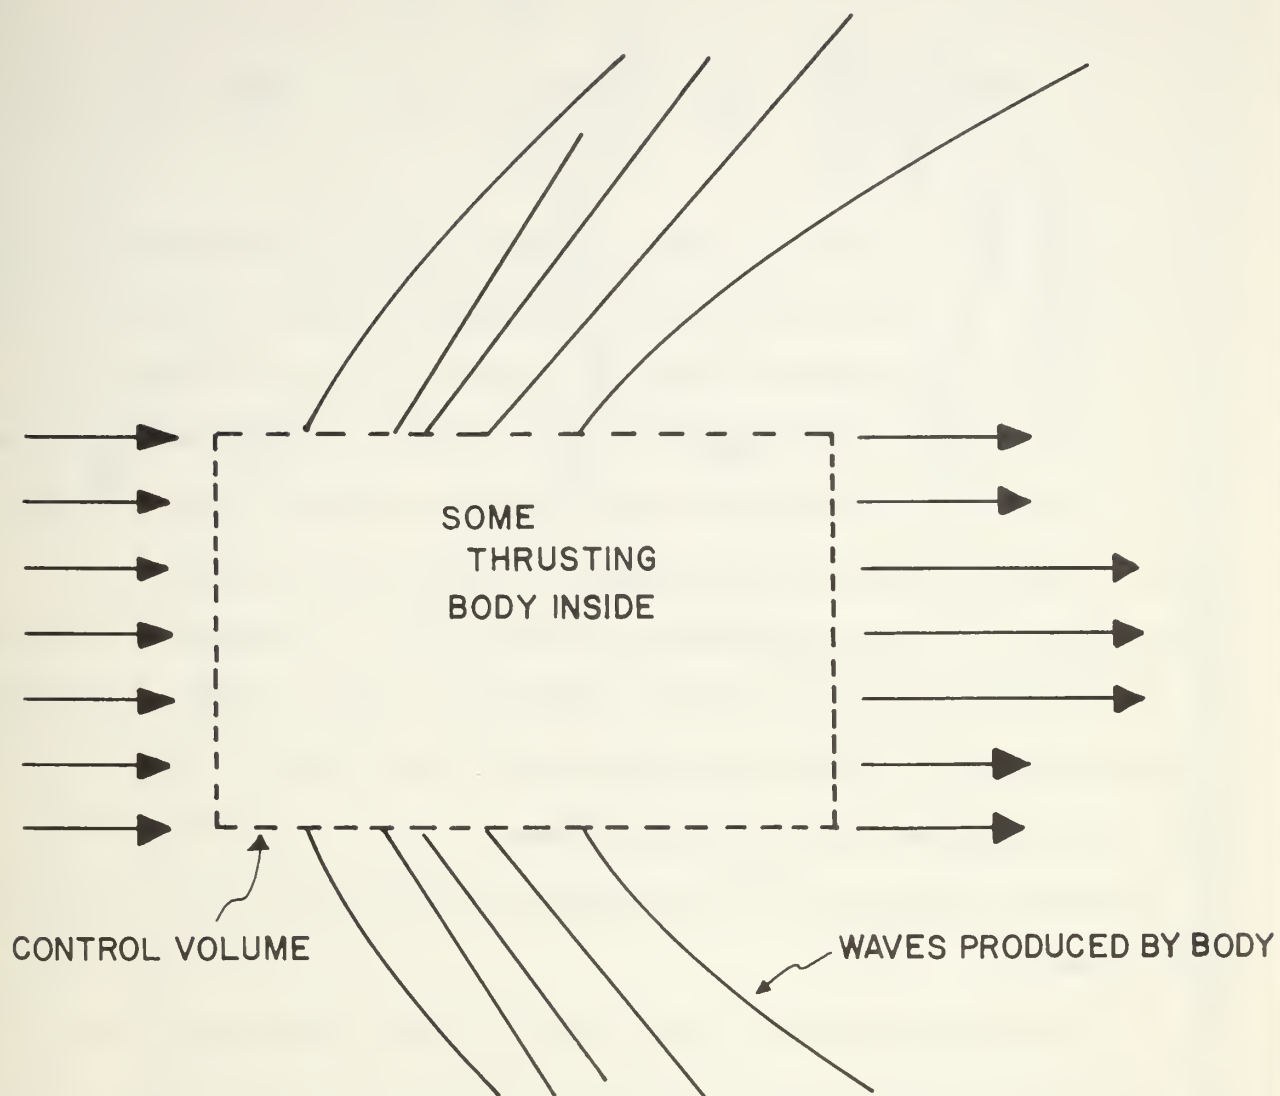 SOME
THRUSTING
BODY INSIDE
CONTROL VOLUME
WAVES PRODUCED BY BODY